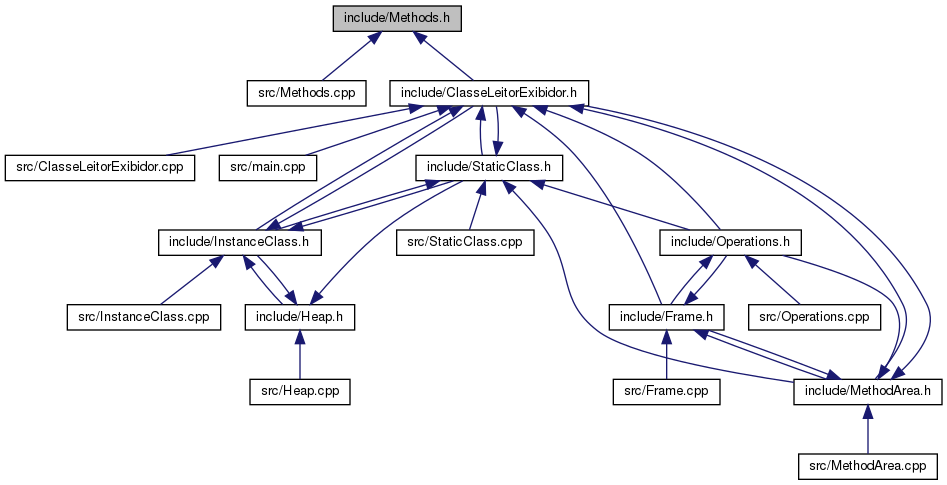 include/Methods.h
src/Methods.cpp
include/ClasseLeitorExibidor.h
src/ClasseLeitorExibidor.cpp
src/main.cpp
include/StaticClass.h
include/InstanceClass.h
src/StaticClass.cpp
include/Operations.h
src/InstanceClass.cpp
include/Heap.h
include/Frame.h
src/Operations.cpp
src/Heap.cpp
src/Frame.cpp
include/MethodArea.h
src/MethodArea.cpp